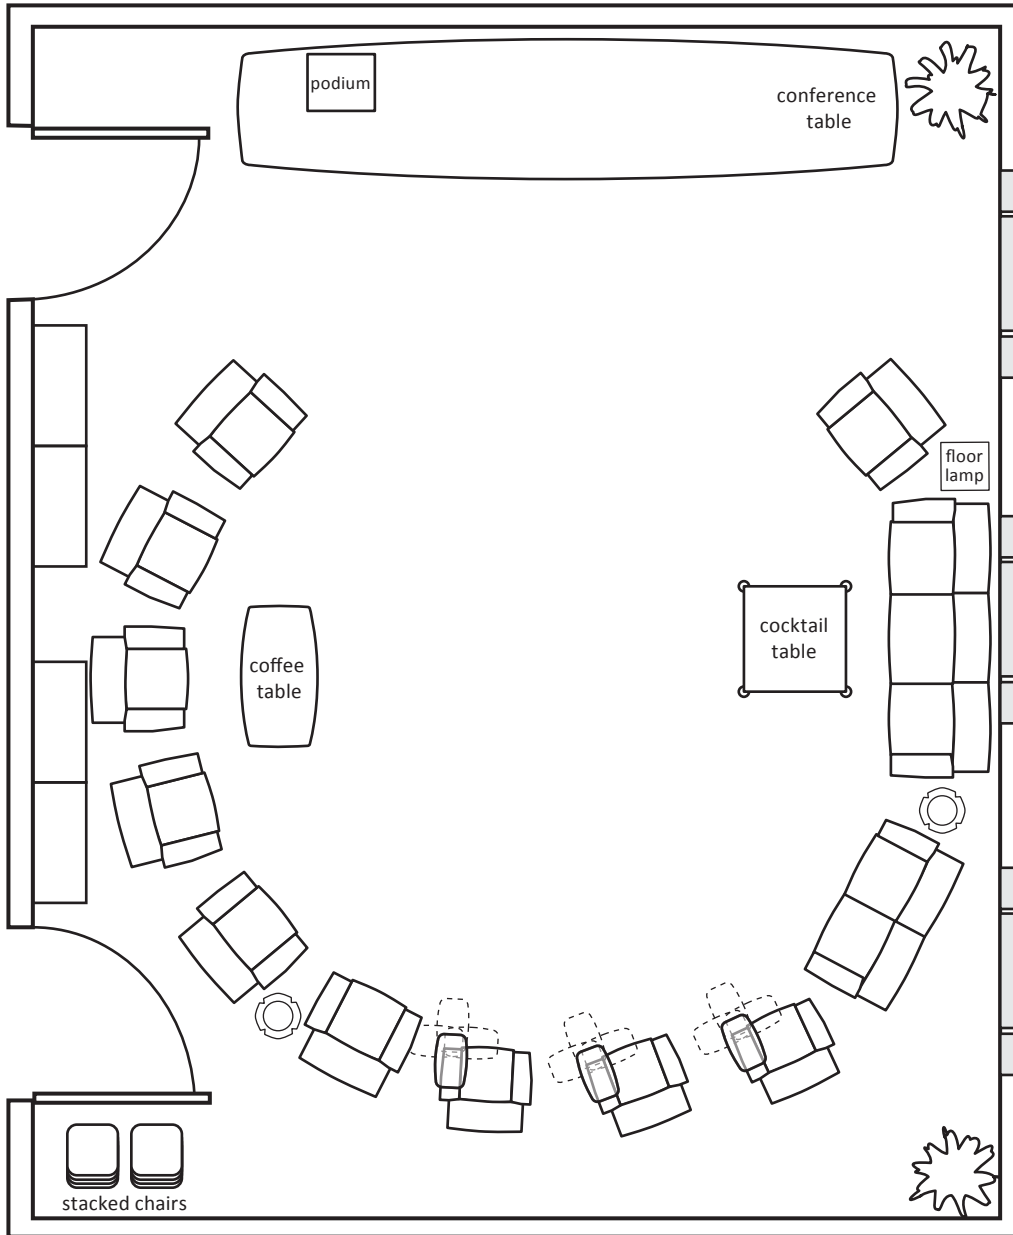 podium
conference
table
floor
lamp
cocktail
table
coffee
table
stacked chairs